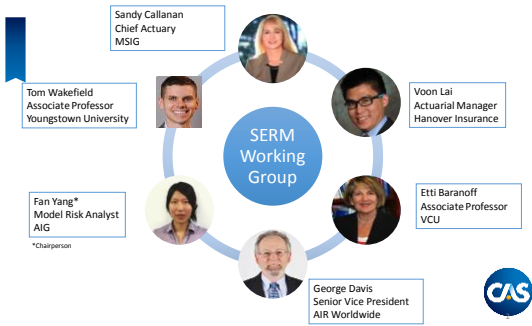 Sandy Callanan
Chief Actuary
MSIG
Tom Wakefield
Associate Professor
Youngstown University
Voon Lai
Actuarial Manager
Hanover Insurance
SERM
Working
Group
Fan Yang*
Model Risk Analyst
AIG
*Chairperson
Etti Baranoff
Associate Professor
VCU
George Davis
Senior Vice President
AIR Worldwide
CAS